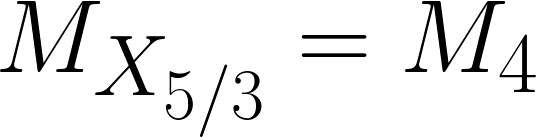 $M_{X_{5/3}} = M_4$